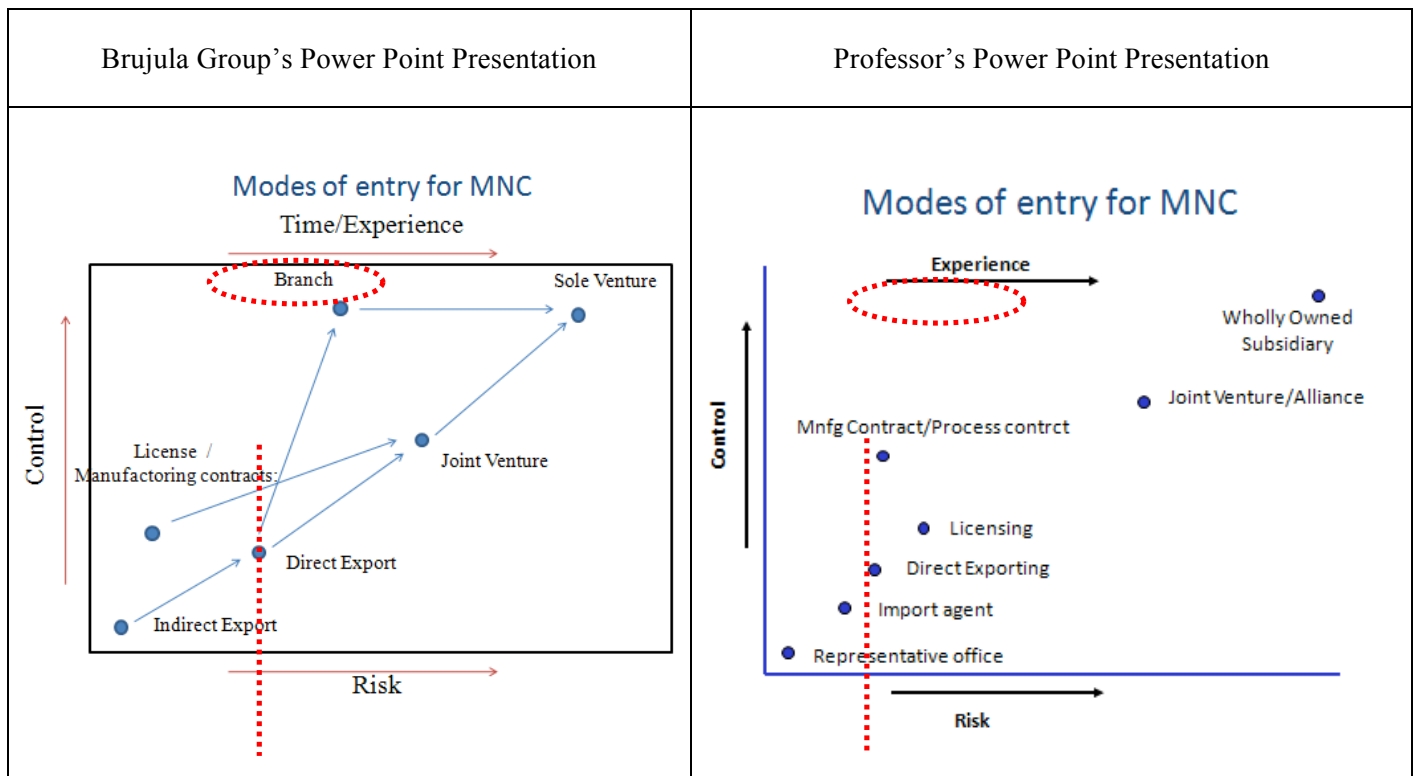 Brujula Group’s Power Point Presentation
Professor’s Power Point Presentation
Modes of entry for MNC
Time/Experience
Branch
Sole Venture
Control
License /
Manufactoring contracts:
Joint Venture
Direct Export
Indirect Export
Risk
Modes of entry for MNC
Experience
Wholly Owned
Subsidiary
Joint Venture/Alliance
Mnfg Contract/Process contrct
Control
Licensing
Direct Exporting
Import agent
Representative office
Risk